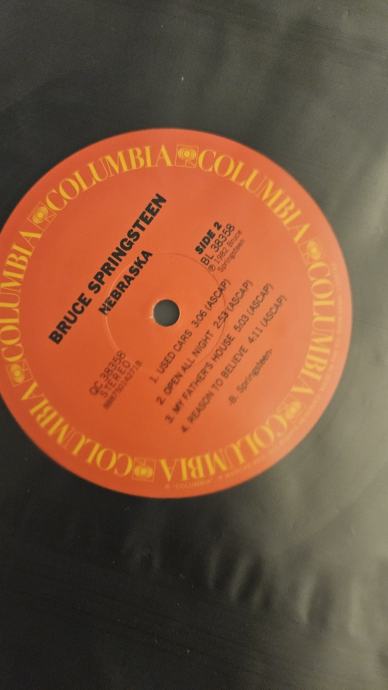 COLUMBIA COLUMBIA COLUMBIA COLUMBIA COLUMBIA COLUMBIA
BRUCE SPRINGSTEEN
NEBRASKA
SIDE 2
BL 38358
℗ 1982 Bruce
Springsteen
QC 38358
STEREO
1. USED CARS 3:06 (ASCAP)
2. OPEN ALL NIGHT 2:53 (ASCAP)
3. MY FATHER'S HOUSE 5:03 (ASCAP)
4. REASON TO BELIEVE 4:11 (ASCAP)
-B. Springsteen-